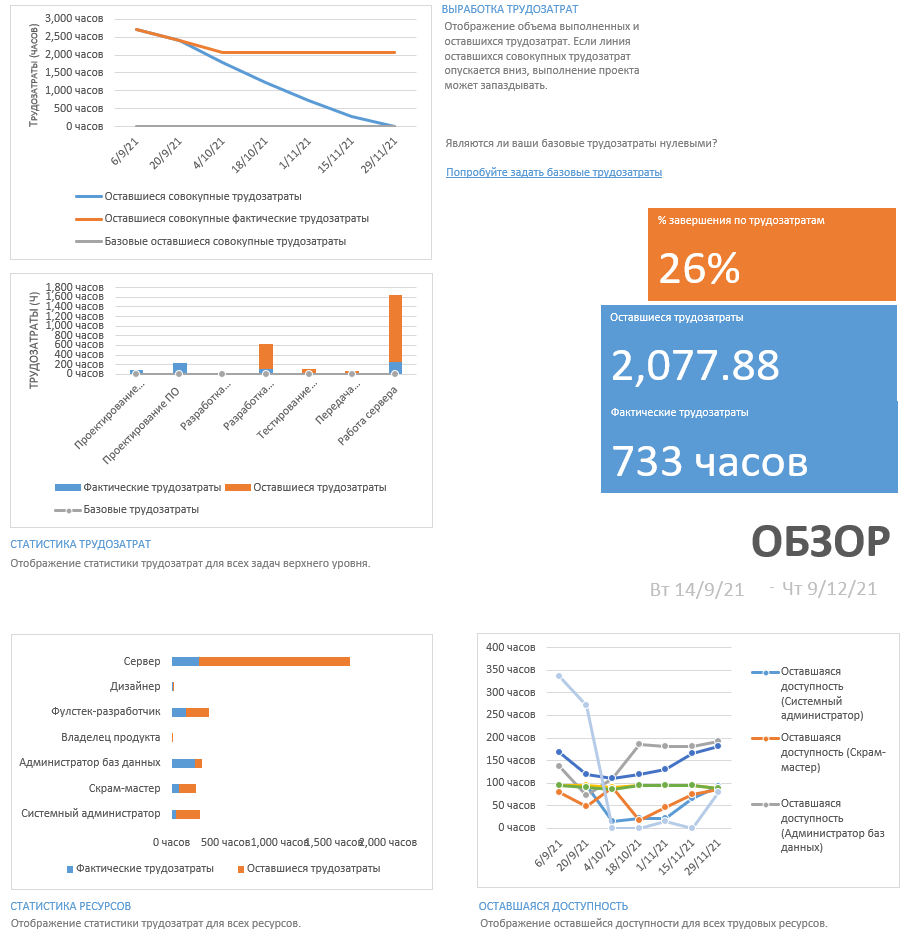 3,000 часов
2,500 часов
2,000 часов
1,500 часов
1,000 часов
500 часов
0 часов
Трудозатраты (часов)
6/9/21
20/9/21
4/10/21
18/10/21
1/11/21
15/11/21
29/11/21
Оставшиеся совокупные трудозатраты
Оставшиеся совокупные фактические трудозатраты
Базовые оставшиеся совокупные трудозатраты
ВЫРАБОТКА ТРУДОЗАТРАТ
Отображение объема выполненных и
оставшихся трудозатрат. Если линия
оставшихся совокупных трудозатрат
опускается вниз, выполнение проекта
может запаздывать.
Являются ли ваши базовые трудозатраты нулевыми?
Попробуйте задать базовые трудозатраты
% завершения по трудозатратам
26%
Оставшиеся трудозатраты
2,077.88
Фактические трудозатраты
733 часов
1,800 часов
1,600 часов
1,400 часов
1,200 часов
1,000 часов
800 часов
600 часов
400 часов
200 часов
0 часов
ТРУДОЗАТРАТЫ (Ч)
Проектирование...
Проектирование ПО
Разработка...
Разработка...
Тестирование...
Передача...
Работа сервера
Фактические трудозатраты
Оставшиеся трудозатраты
Базовые трудозатраты
СТАТИСТИКА ТРУДОЗАТРАТ
Отображение статистики трудозатрат для всех задач верхнего уровня.
ОБЗОР
Вт 14/9/21 - Чт 9/12/21
Сервер
Дизайнер
Фулстек-разработчик
Владелец продукта
Администратор баз данных
Скрам-мастер
Системный администратор
0 часов
500 часов
1,000 часов
1,500 часов
2,000 часов
Фактические трудозатраты
Оставшиеся трудозатраты
СТАТИСТИКА РЕСУРСОВ
Отображение статистики трудозатрат для всех ресурсов.
400 часов
350 часов
300 часов
250 часов
200 часов
150 часов
100 часов
50 часов
0 часов
6/9/21
20/9/21
4/10/21
18/10/21
1/11/21
15/11/21
29/11/21
Оставшаяся
доступность
(Системный
администратор)
Оставшаяся
доступность (Скрам-
мастер)
Оставшаяся
доступность
(Администратор баз
данных)
ОСТАВШАЯСЯ ДОСТУПНОСТЬ
Отображение оставшейся доступности для всех трудовых ресурсов.